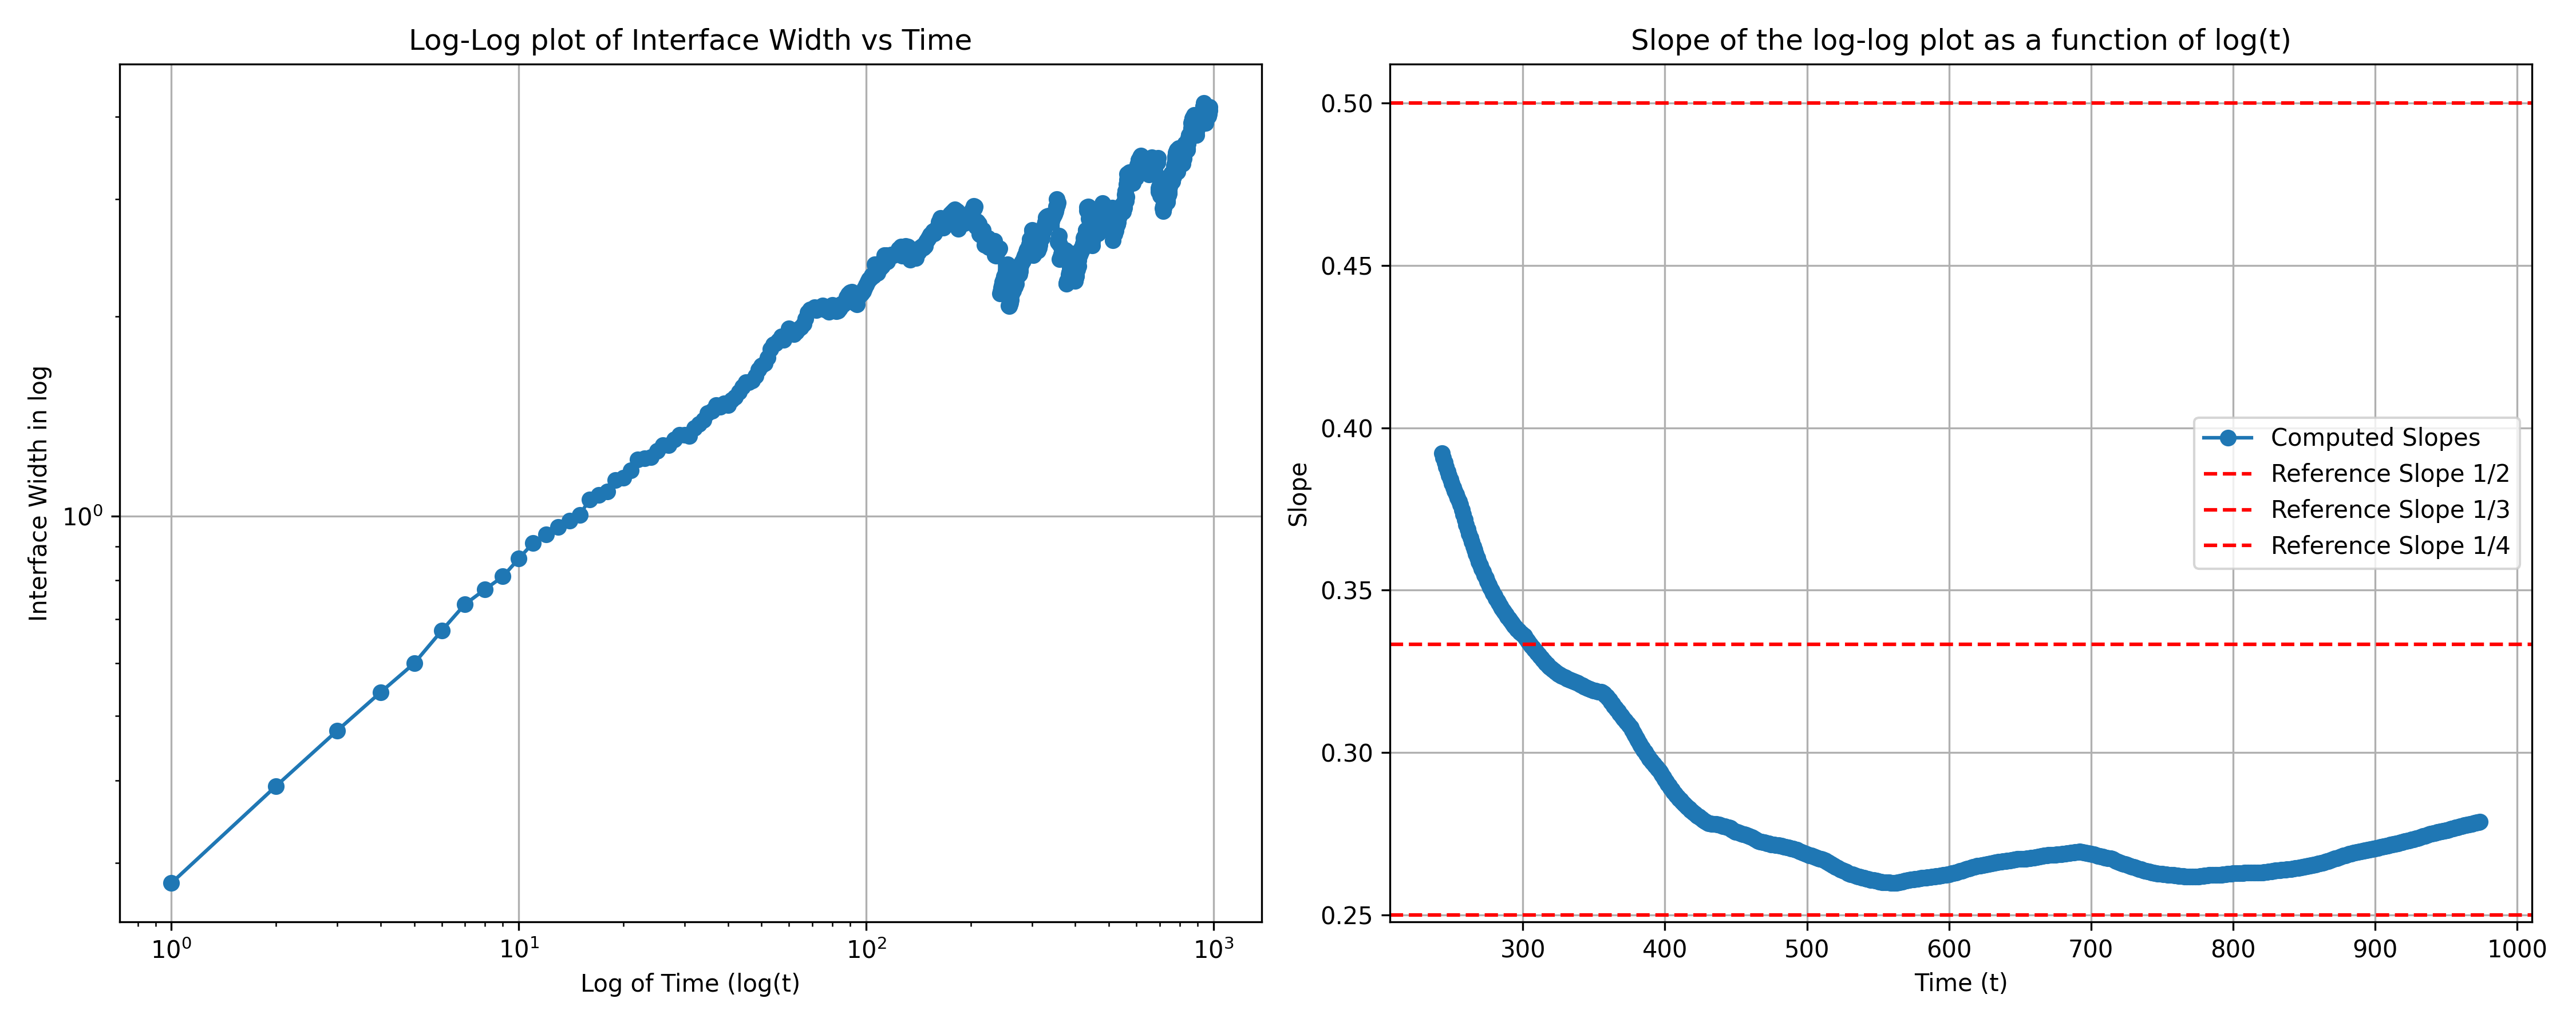 Log-Log plot of Interface Width vs Time
Interface Width in log
10⁰
10⁰
10¹
10²
10³
Log of Time (log(t)
Slope of the log-log plot as a function of log(t)
Slope
0.50
0.45
0.40
0.35
0.30
0.25
Computed Slopes
Reference Slope 1/2
Reference Slope 1/3
Reference Slope 1/4
300
400
500
600
700
800
900
1000
Time (t)